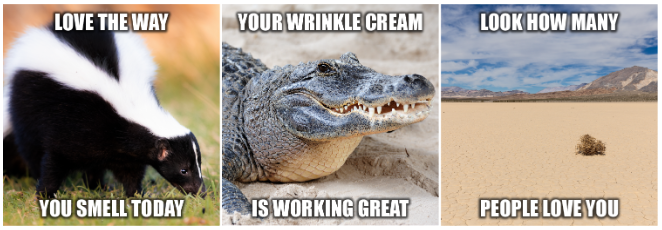 LOVE THE WAY
YOU SMELL TODAY
YOUR WRINKLE CREAM
IS WORKING GREAT
LOOK HOW MANY
PEOPLE LOVE YOU